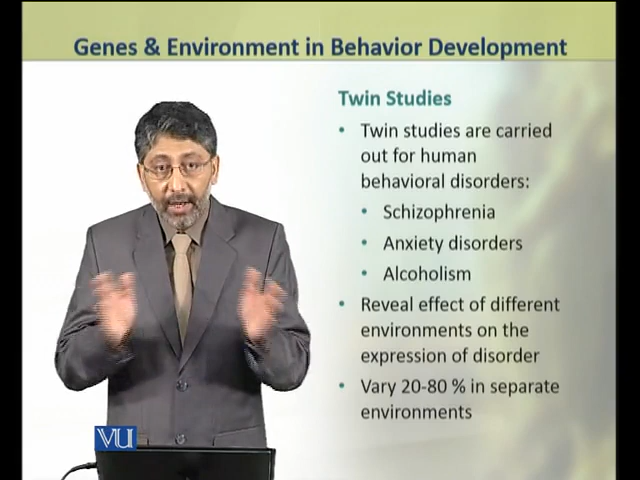 Genes & Environment in Behavior Development
Twin Studies
• Twin studies are carried
out for human
behavioral disorders:
• Schizophrenia
• Anxiety disorders
• Alcoholism
• Reveal effect of different
environments on the
expression of disorder
• Vary 20-80 % in separate
environments
VU